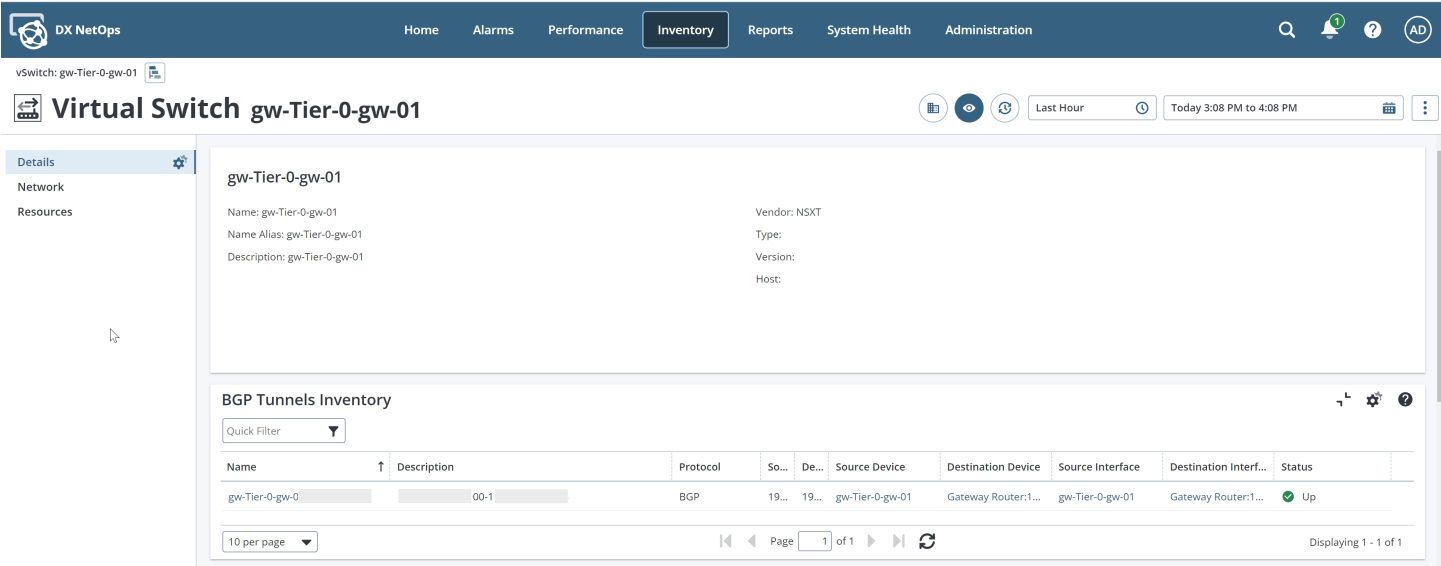 DX NetOps
Home Alarms Performance Inventory Reports System Health Administration
1
AD
vSwitch: gw-Tier-0-gw-01
Virtual Switch gw-Tier-0-gw-01
Last Hour
Today 3:08 PM to 4:08 PM
Details
Network
Resources
gw-Tier-0-gw-01
Name: gw-Tier-0-gw-01
Name Alias: gw-Tier-0-gw-01
Description: gw-Tier-0-gw-01
Vendor: NSXT
Type:
Version:
Host:
BGP Tunnels Inventory
Quick Filter
Name Description Protocol So... De... Source Device Destination Device Source Interface Destination Interf... Status
gw-Tier-0-gw-0 00-1 BGP 19... 19... gw-Tier-0-gw-01 Gateway Router:1... gw-Tier-0-gw-01 Gateway Router:1... Up
10 per page
Page 1 of 1
Displaying 1 - 1 of 1